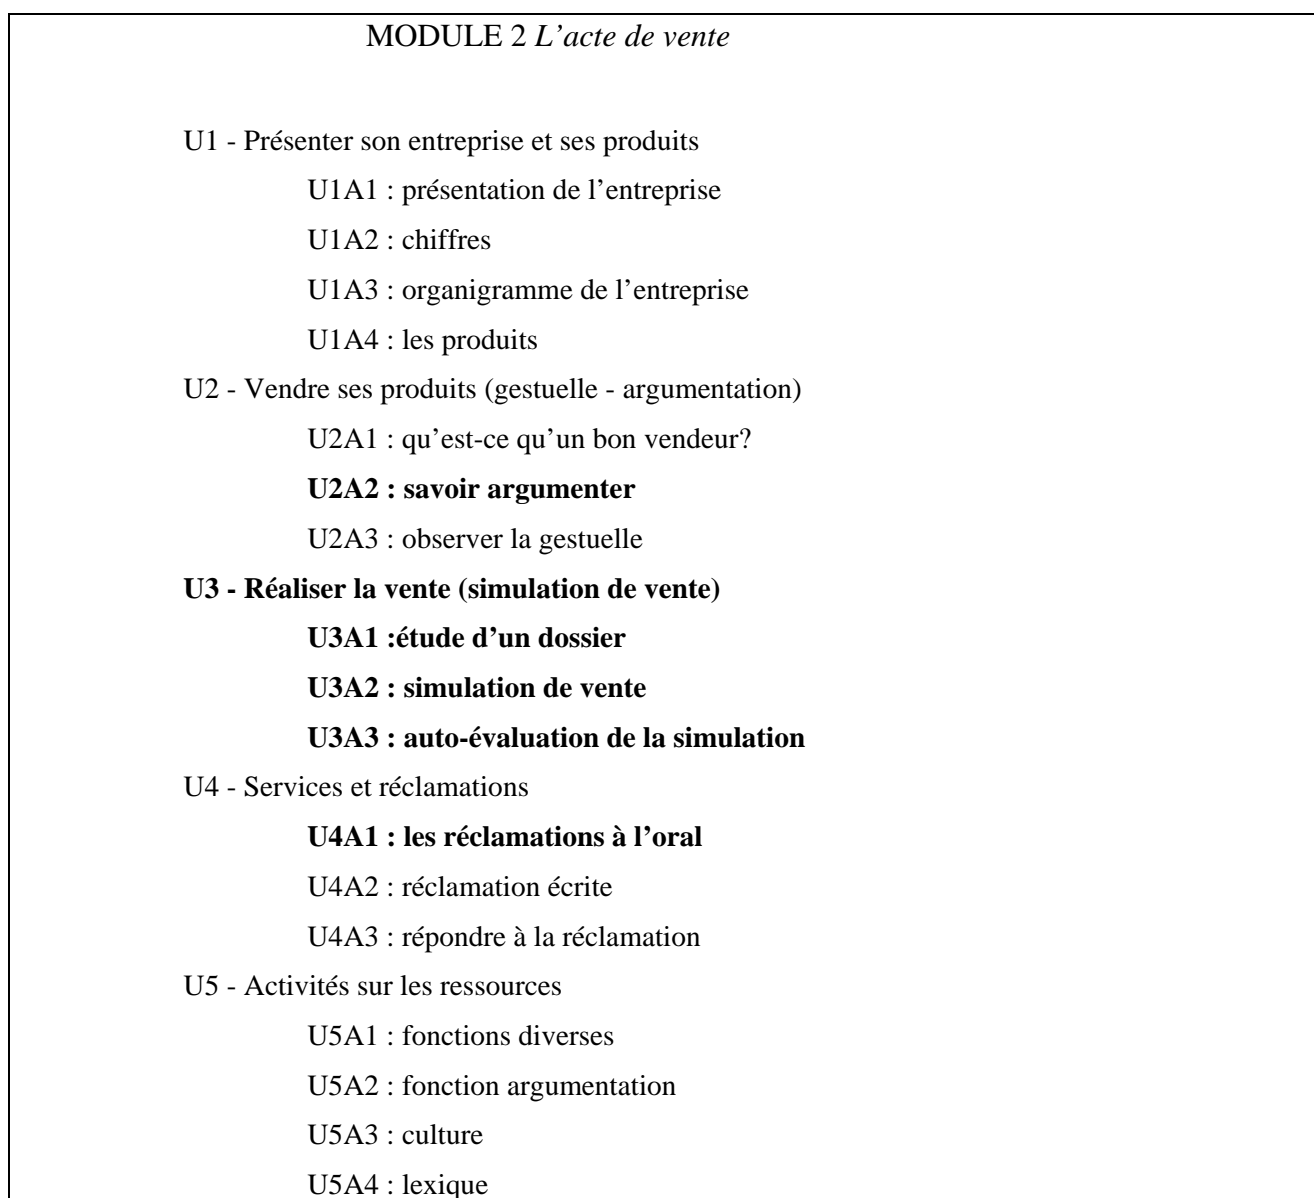 MODULE 2 L’acte de vente
U1 - Présenter son entreprise et ses produits
U1A1 : présentation de l’entreprise
U1A2 : chiffres
U1A3 : organigramme de l’entreprise
U1A4 : les produits
U2 - Vendre ses produits (gestuelle - argumentation)
U2A1 : qu’est-ce qu’un bon vendeur?
U2A2 : savoir argumenter
U2A3 : observer la gestuelle
U3 - Réaliser la vente (simulation de vente)
U3A1 :étude d’un dossier
U3A2 : simulation de vente
U3A3 : auto-évaluation de la simulation
U4 - Services et réclamations
U4A1 : les réclamations à l’oral
U4A2 : réclamation écrite
U4A3 : répondre à la réclamation
U5 - Activités sur les ressources
U5A1 : fonctions diverses
U5A2 : fonction argumentation
U5A3 : culture
U5A4 : lexique